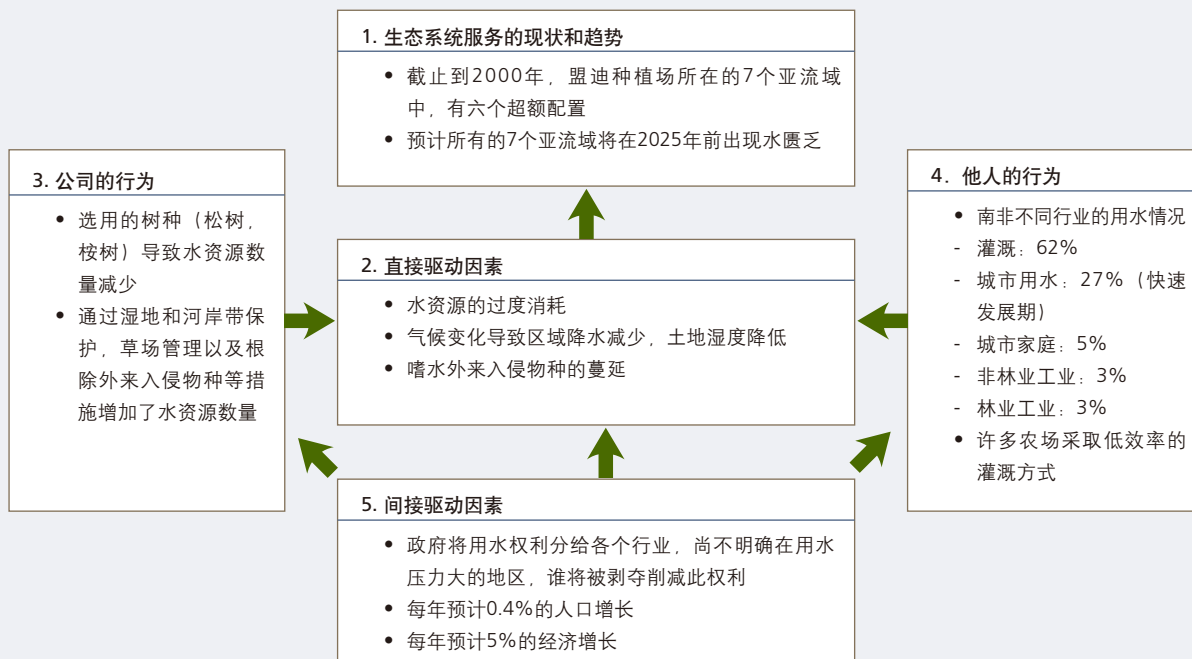 1. 生态系统服务的现状和趋势
• 截止到2000年，盟迪种植场所在的7个亚流域
中，有六个超额配置
• 预计所有的7个亚流域将在2025年前出现水匮乏
2. 直接驱动因素
• 水资源的过度消耗
• 气候变化导致区域降水减少，土地湿度降低
• 嗜水外来入侵物种的蔓延
3. 公司的行为
• 选用的树种（松树，
桉树）导致水资源数
量减少
• 通过湿地和河岸带保
护，草场管理以及根
除外来入侵物种等措
施增加了水资源数量
4. 他人的行为
• 南非不同行业的用水情况
- 灌溉：62%
- 城市用水：27%（快速
发展期）
- 城市家庭：5%
- 非林业工业：3%
- 林业工业：3%
• 许多农场采取低效率的
灌溉方式
5. 间接驱动因素
• 政府将用水权利分给各个行业，尚不明确在用水
压力大的地区，谁将被剥夺削减此权利
• 每年预计0.4%的人口增长
• 每年预计5%的经济增长